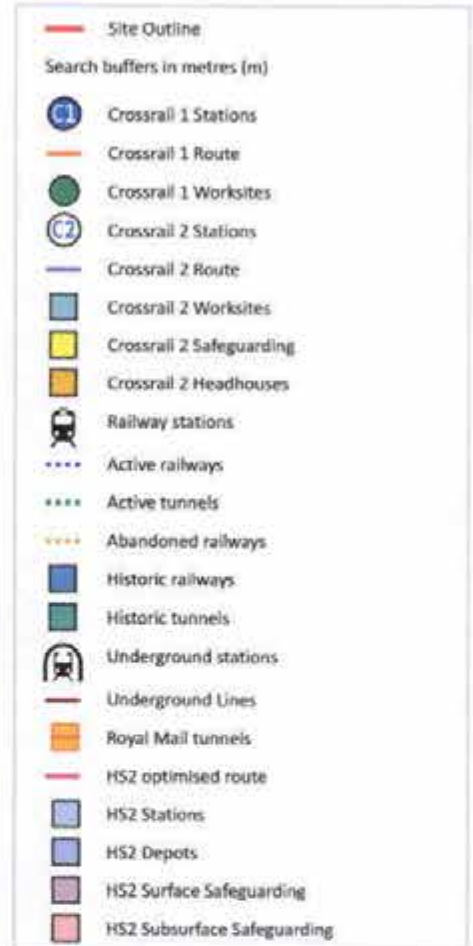 Site Outline
Search buffers in metres (m)
C1 Crossrail 1 Stations
Crossrail 1 Route
Crossrail 1 Worksites
C2 Crossrail 2 Stations
Crossrail 2 Route
Crossrail 2 Worksites
Crossrail 2 Safeguarding
Crossrail 2 Headhouses
Railway stations
Active railways
Active tunnels
Abandoned railways
Historic railways
Historic tunnels
Underground stations
Underground Lines
Royal Mail tunnels
HS2 optimised route
HS2 Stations
HS2 Depots
HS2 Surface Safeguarding
HS2 Subsurface Safeguarding